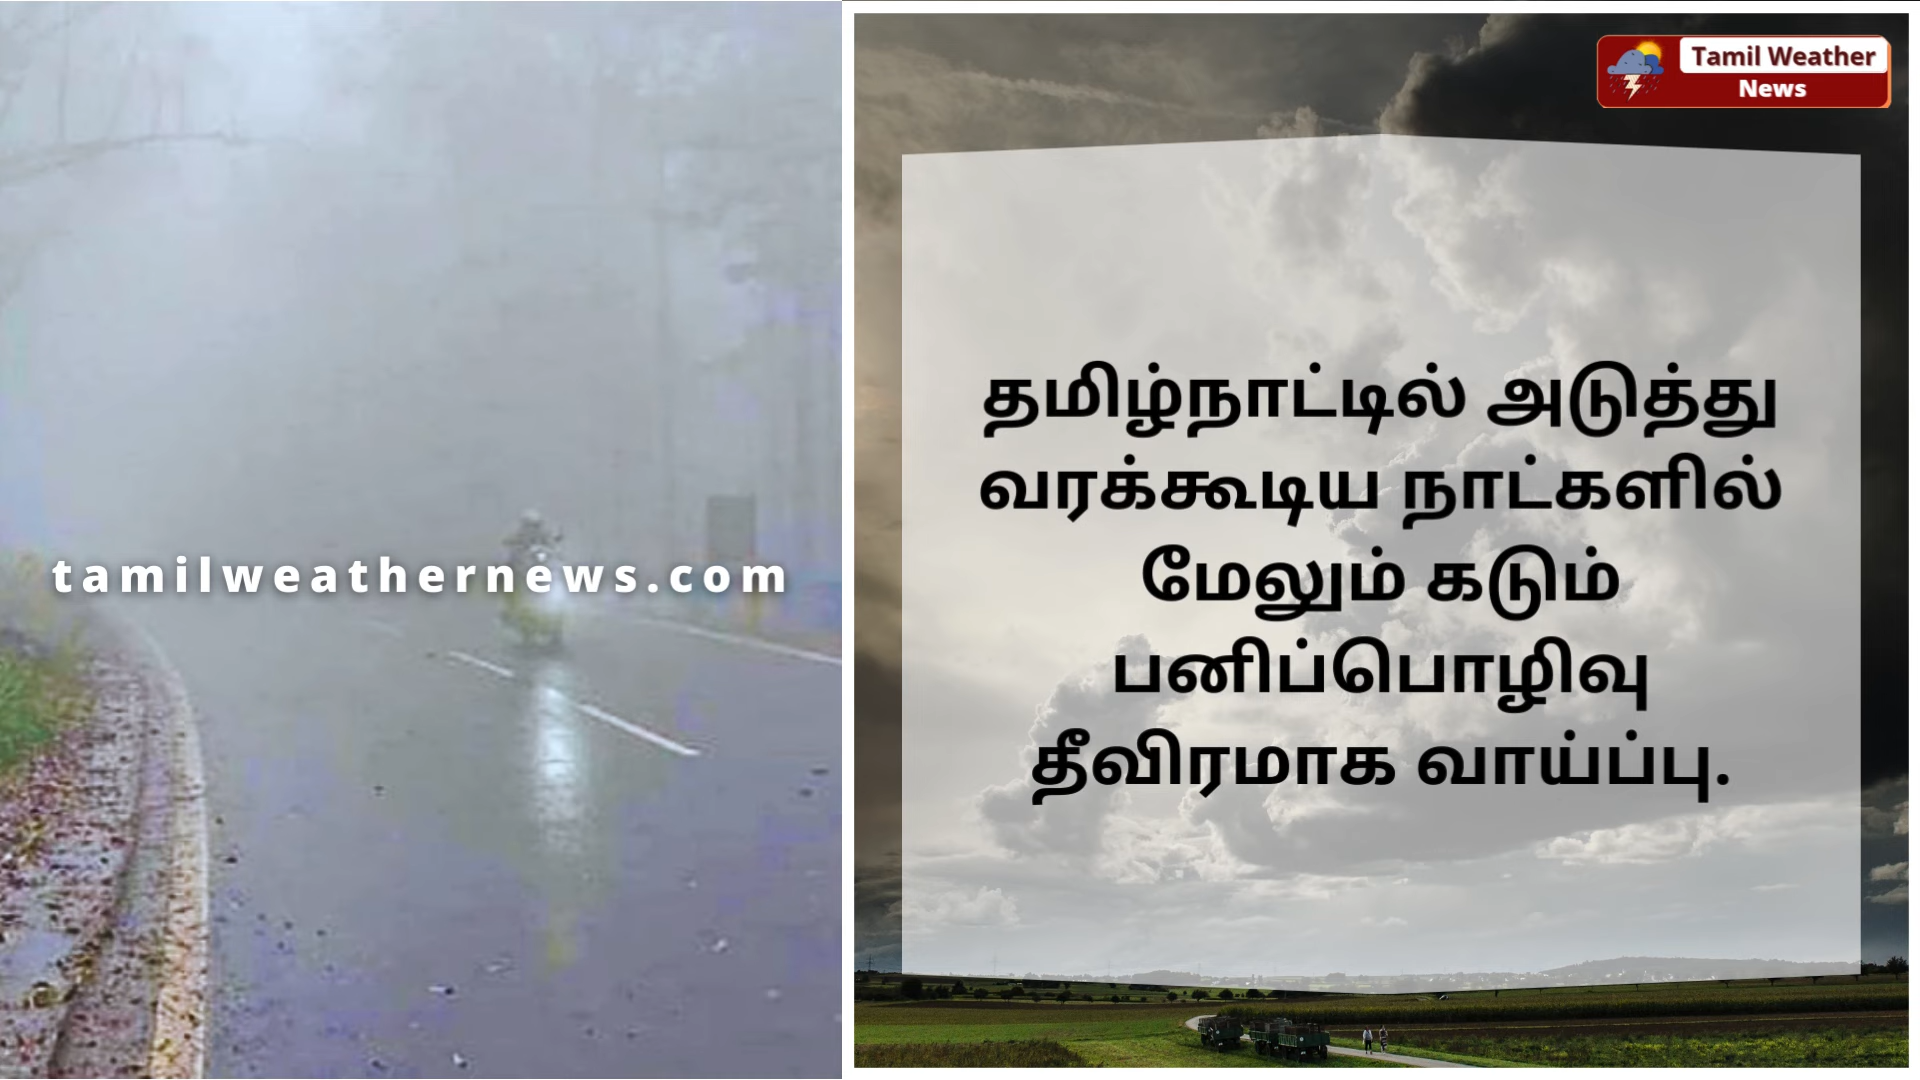 tamilweathernews.com
Tamil Weather
News
தமிழ்நாட்டில் அடுத்து
வரக்கூடிய நாட்களில்
மேலும் கடும்
பனிப்பொழிவு
தீவிரமாக வாய்ப்பு.